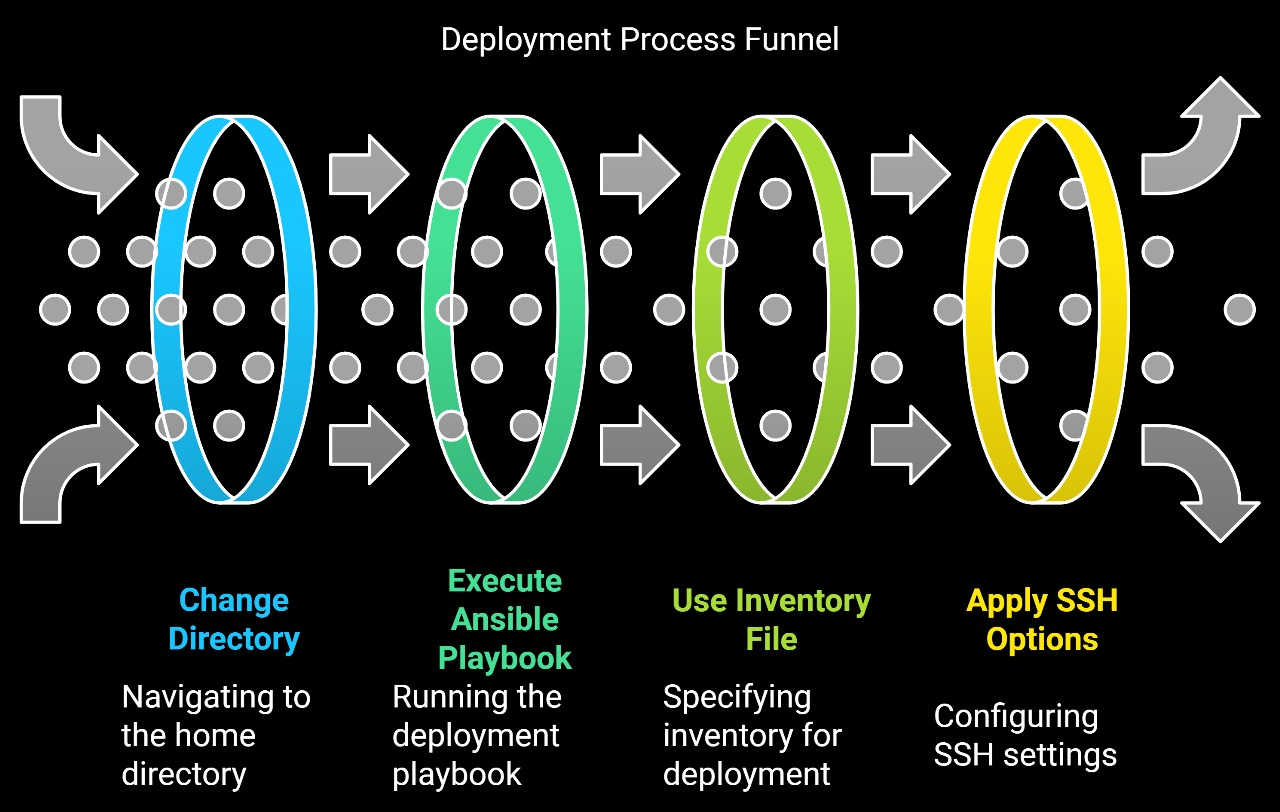 Deployment Process Funnel
Change
Directory
Navigating to
the home
directory
Execute
Ansible
Playbook
Running the
deployment
playbook
Use Inventory
File
Specifying
inventory for
deployment
Apply SSH
Options
Configuring
SSH settings